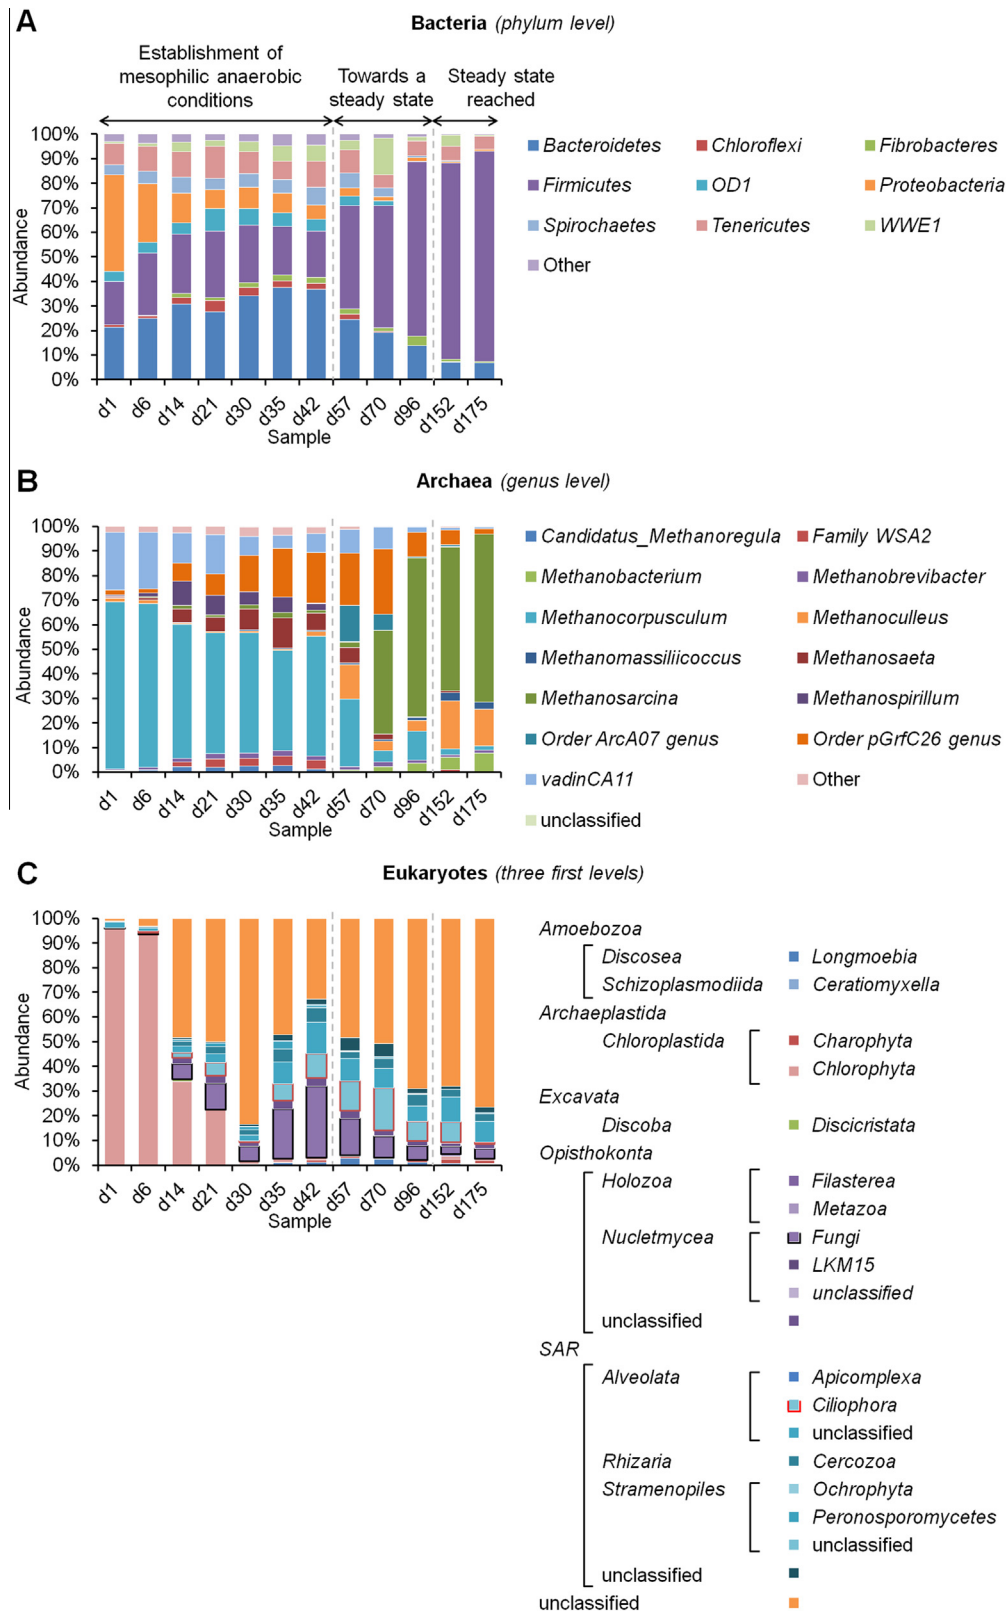 A
Bacteria (phylum level)
Establishment of
mesophilic anaerobic
conditions
Towards a
steady state
Steady state
reached
100%
90%
80%
70%
60%
50%
40%
30%
20%
10%
0%
Abundance
d1 d6 d14 d21 d30 d35 d42 d57 d70 d96 d152 d175
Sample
Bacteroidetes Chloroflexi Fibrobacteres
Firmicutes OD1 Proteobacteria
Spirochaetes Tenericutes WWE1
Other
B
Archaea (genus level)
100%
90%
80%
70%
60%
50%
40%
30%
20%
10%
0%
Abundance
d1 d6 d14 d21 d30 d35 d42 d57 d70 d96 d152 d175
Sample
Candidatus_Methanoregula Family WSA2
Methanobacterium Methanobrevibacter
Methanocorpusculum Methanoculleus
Methanomassiliicoccus Methanosaeta
Methanosarcina Methanospirillum
Order ArcA07 genus Order pGrfC26 genus
vadinCA11 Other
unclassified
C
Eukaryotes (three first levels)
100%
90%
80%
70%
60%
50%
40%
30%
20%
10%
0%
Abundance
d1 d6 d14 d21 d30 d35 d42 d57 d70 d96 d152 d175
Sample
Amoebozoa
Discosea Longmoebia
Schizoplasmodiida Ceratiomyxella
Archaeplastida
Chloroplastida Charophyta
Chlorophyta
Excavata
Discoba Discicristata
Opisthokonta
Holozoa Filasterea
Metazoa
Nucletmycea Fungi
LKM15
unclassified
unclassified
SAR
Alveolata Apicomplexa
Ciliophora
unclassified
Rhizaria Cercozoa
Stramenopiles Ochrophyta
Peronosporomycetes
unclassified
unclassified
unclassified